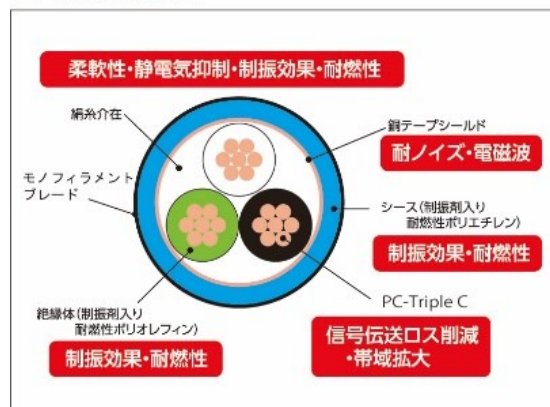 柔軟性・静電気抑制・制振効果・耐燃性
絹糸介在
銅テープシールド
耐ノイズ・電磁波
モノフィラメント
ブレード
シース(制振剤入り
耐燃性ポリエチレン)
制振効果・耐燃性
PC-Triple C
絶縁体(制振剤入り
耐燃性ポリオレフィン)
制振効果・耐燃性
信号伝送ロス削減
・帯域拡大